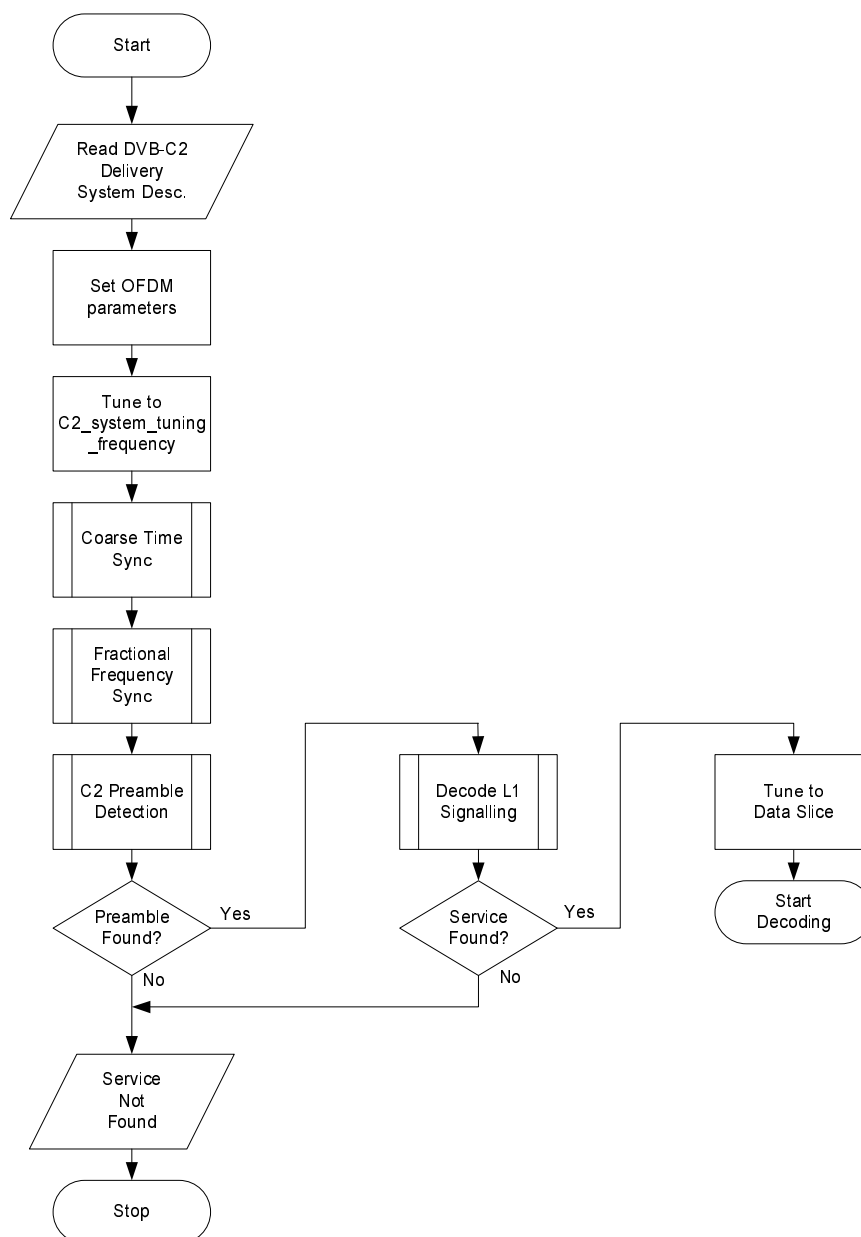 Start
Read DVB-C2
Delivery
System Desc.
Set OFDM
parameters
Tune to
C2_system_tuning
_frequency
Coarse Time
Sync
Fractional
Frequency
Sync
C2 Preamble
Detection
Preamble
Found?
Yes
No
Decode L1
Signalling
Service
Found?
Yes
No
Tune to
Data Slice
Start
Decoding
Service
Not
Found
Stop